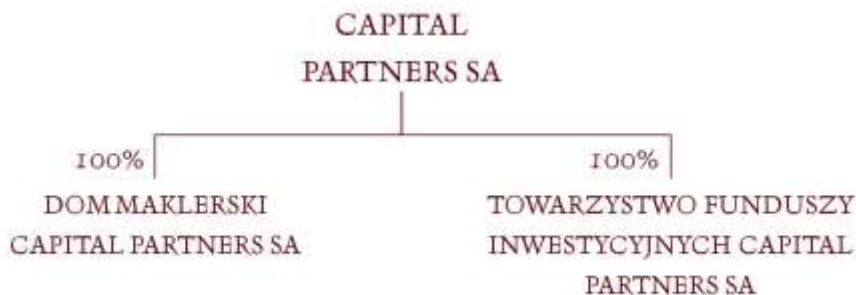 CAPITAL
PARTNERS SA
100%
100%
DOM MAKLERSKI
CAPITAL PARTNERS SA
TOWARZYSTWO FUNDUSZY
INWESTYCYJNYCH CAPITAL
PARTNERS SA